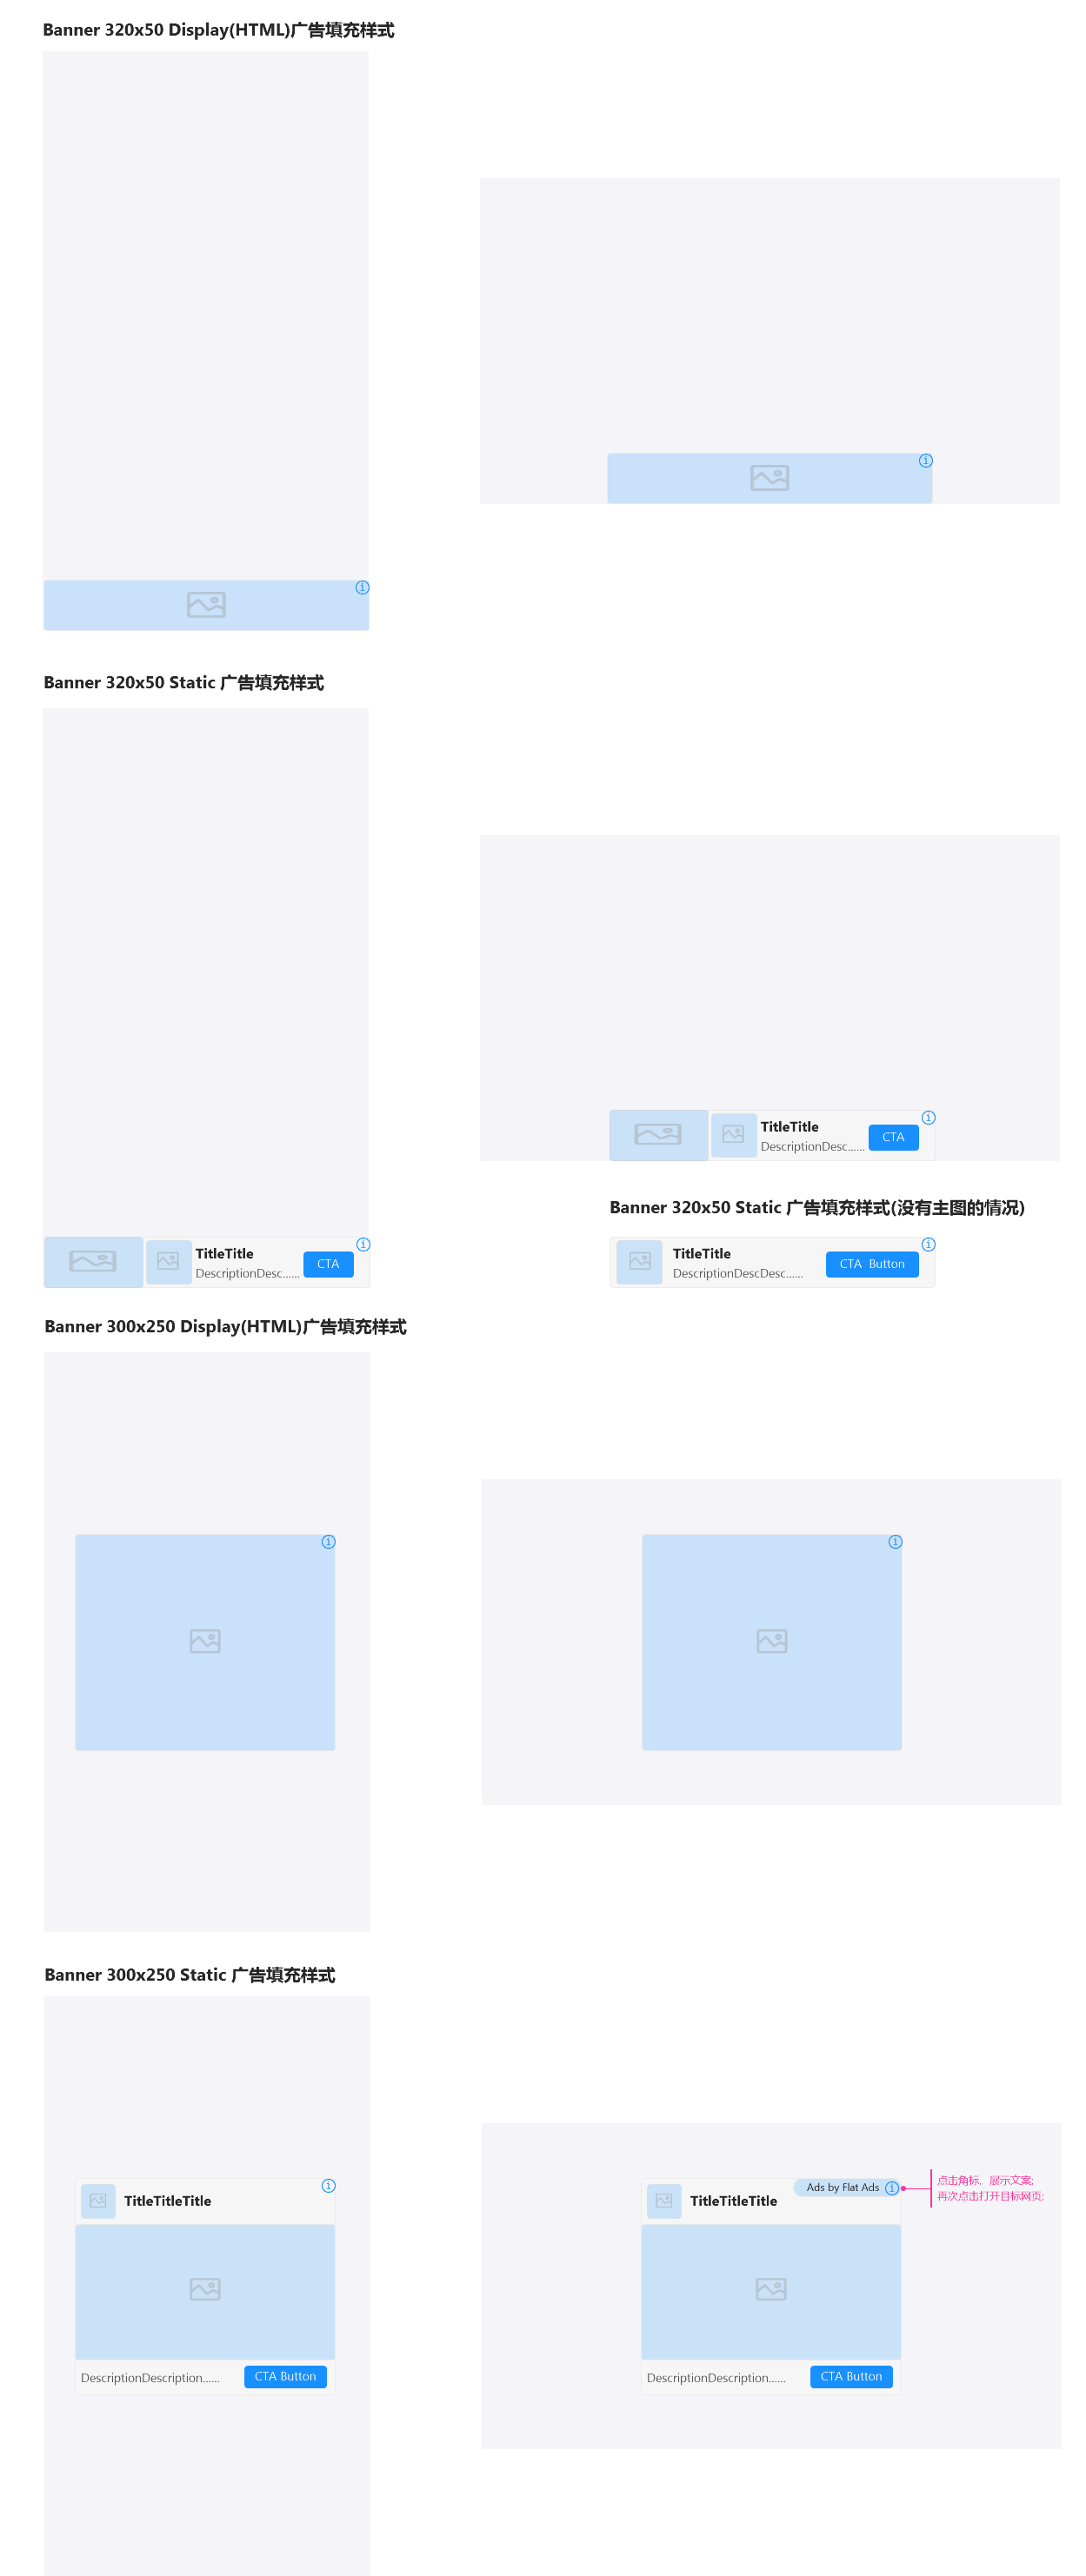 Banner 320x50 Display(HTML)广告填充样式
Banner 320x50 Static 广告填充样式
TitleTitle
DescriptionDesc......
CTA
Banner 320x50 Static 广告填充样式(没有主图的情况)
TitleTitle
DescriptionDesc......
CTA
TitleTitle
DescriptionDescDesc......
CTA Button
Banner 300x250 Display(HTML)广告填充样式
Banner 300x250 Static 广告填充样式
TitleTitleTitle
DescriptionDescription......
CTA Button
Ads by Flat Ads
TitleTitleTitle
点击角标，展示文案;
再次点击打开目标网页;
DescriptionDescription......
CTA Button